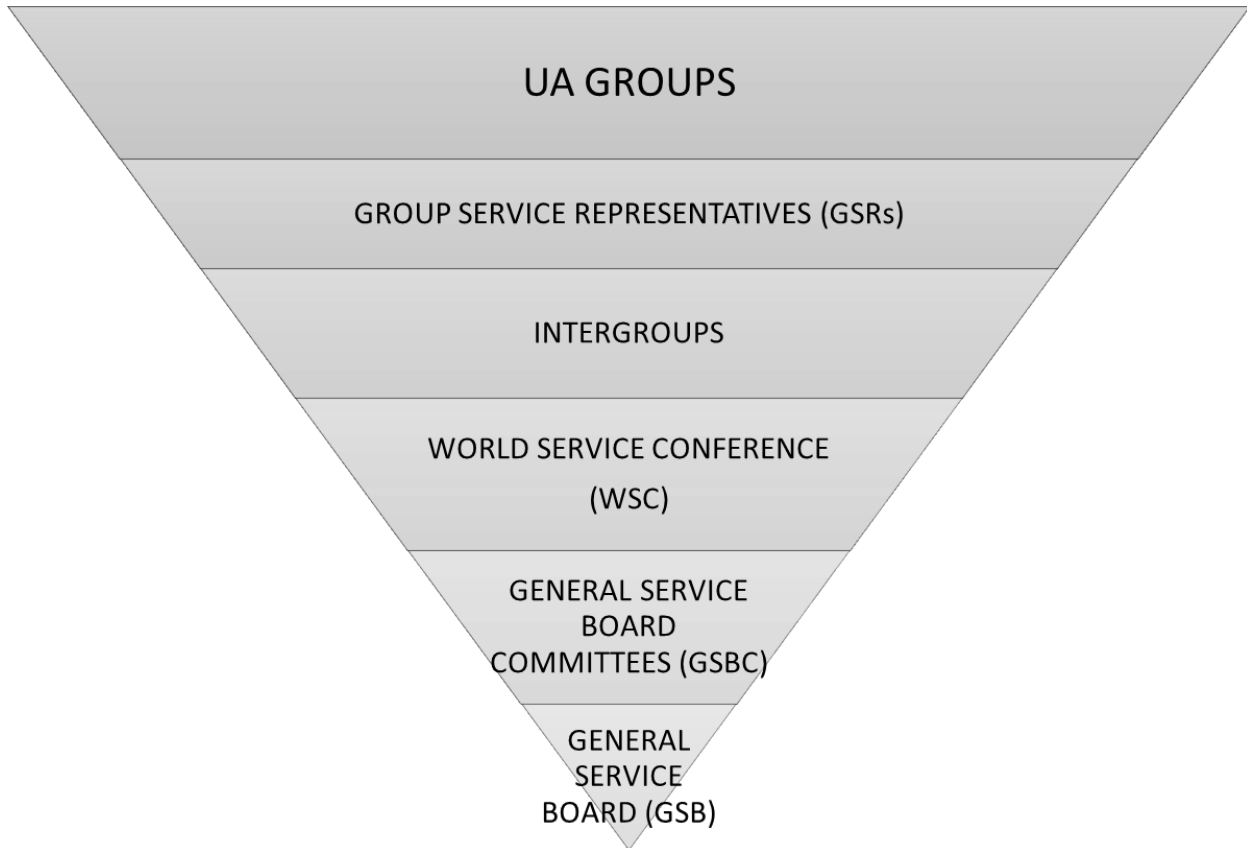 UA GROUPS
GROUP SERVICE REPRESENTATIVES (GSRs)
INTERGROUPS
WORLD SERVICE CONFERENCE
(WSC)
GENERAL SERVICE
BOARD
COMMITTEES (GSBC)
GENERAL
SERVICE
BOARD (GSB)